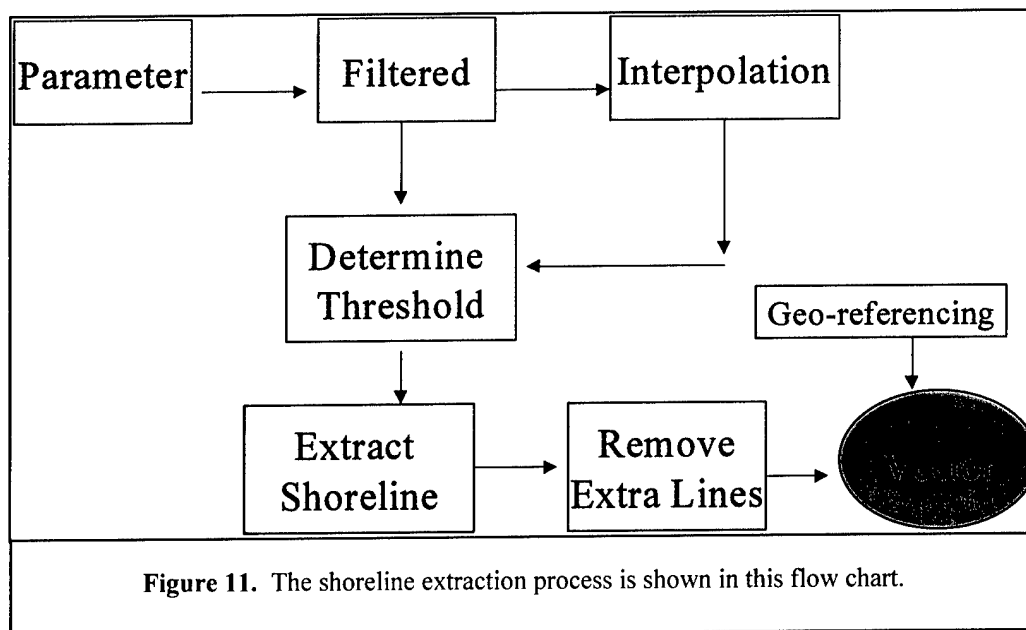 Parameter
Filtered
Interpolation
Determine
Threshold
Geo-referencing
Extract
Shoreline
Remove
Extra Lines
Figure 11. The shoreline extraction process is shown in this flow chart.